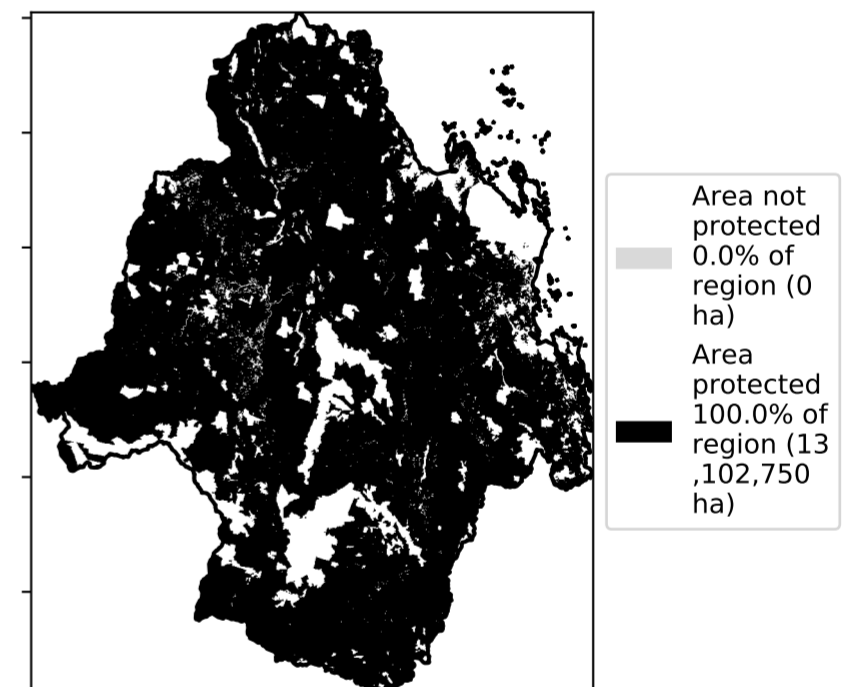 Area not
protected
0.0% of
region (0
ha)
Area
protected
100.0% of
region (13
,102,750
ha)